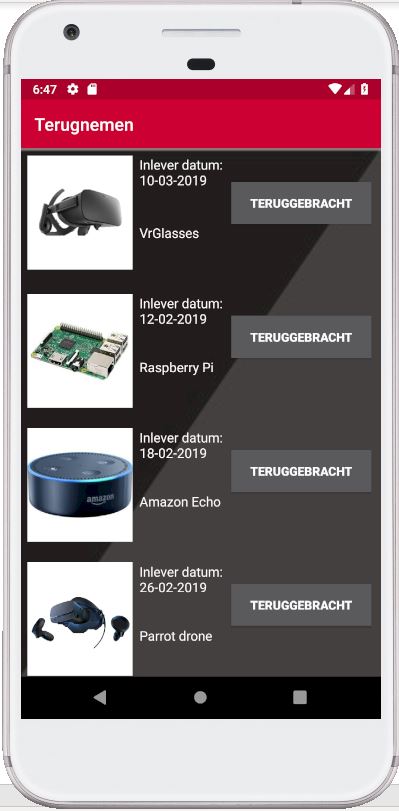 6:47
Terugnemen
Inlever datum:
10-03-2019
VrGlasses
TERUGGEBRACHT
Inlever datum:
12-02-2019
Raspberry Pi
TERUGGEBRACHT
Inlever datum:
18-02-2019
Amazon Echo
TERUGGEBRACHT
amazon
Inlever datum:
26-02-2019
Parrot drone
TERUGGEBRACHT